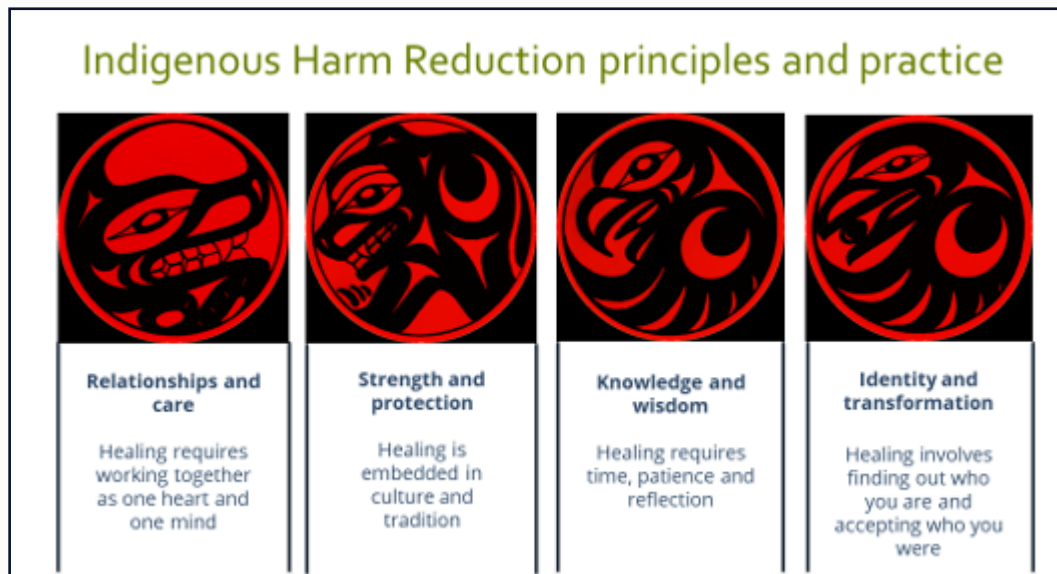 Indigenous Harm Reduction principles and practice
Relationships and
care
Healing requires
working together
as one heart and
one mind
Strength and
protection
Healing is
embedded in
culture and
tradition
Knowledge and
wisdom
Healing requires
time, patience and
reflection
Identity and
transformation
Healing involves
finding out who
you are and
accepting who you
were